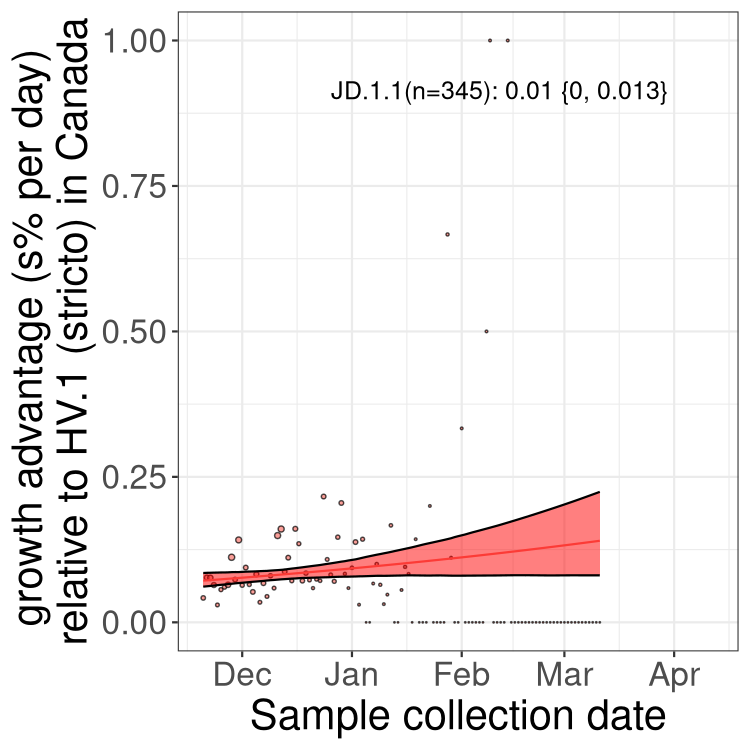 growth advantage (s% per day)
relative to HV.1 (stricto) in Canada
1.00
0.75
0.50
0.25
0.00
JD.1.1(n=345): 0.01 {0, 0.013}
Dec Jan Feb Mar Apr
Sample collection date